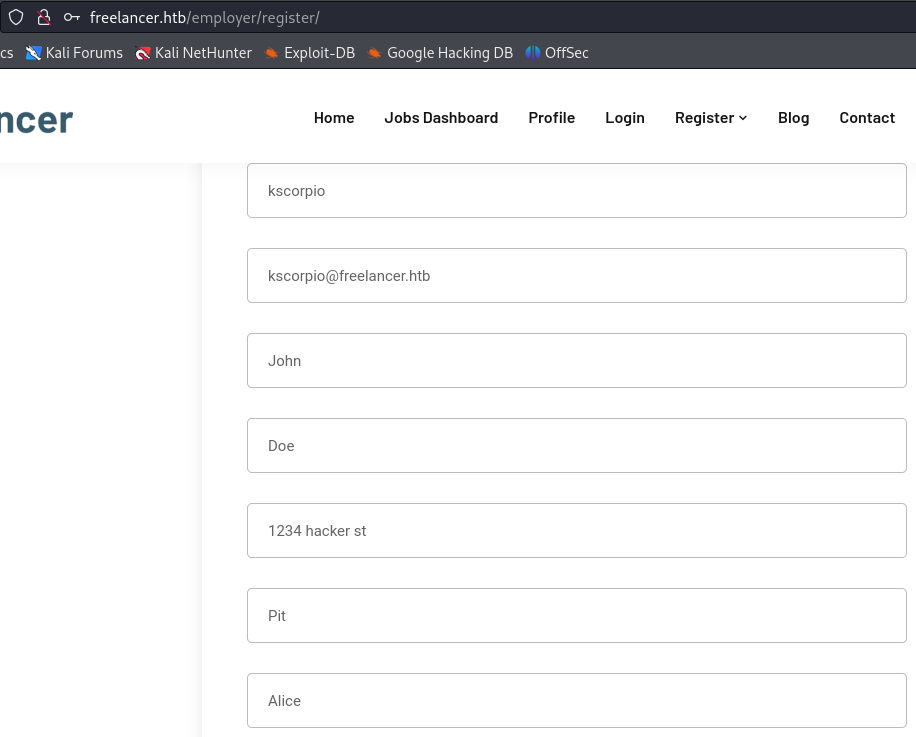 freelancer.htb/employer/register/
cs Kali Forums Kali NetHunter Exploit-DB Google Hacking DB OffSec
ncer Home Jobs Dashboard Profile Login Register Blog Contact
kscorpio
kscorpio@freelancer.htb
John
Doe
1234 hacker st
Pit
Alice